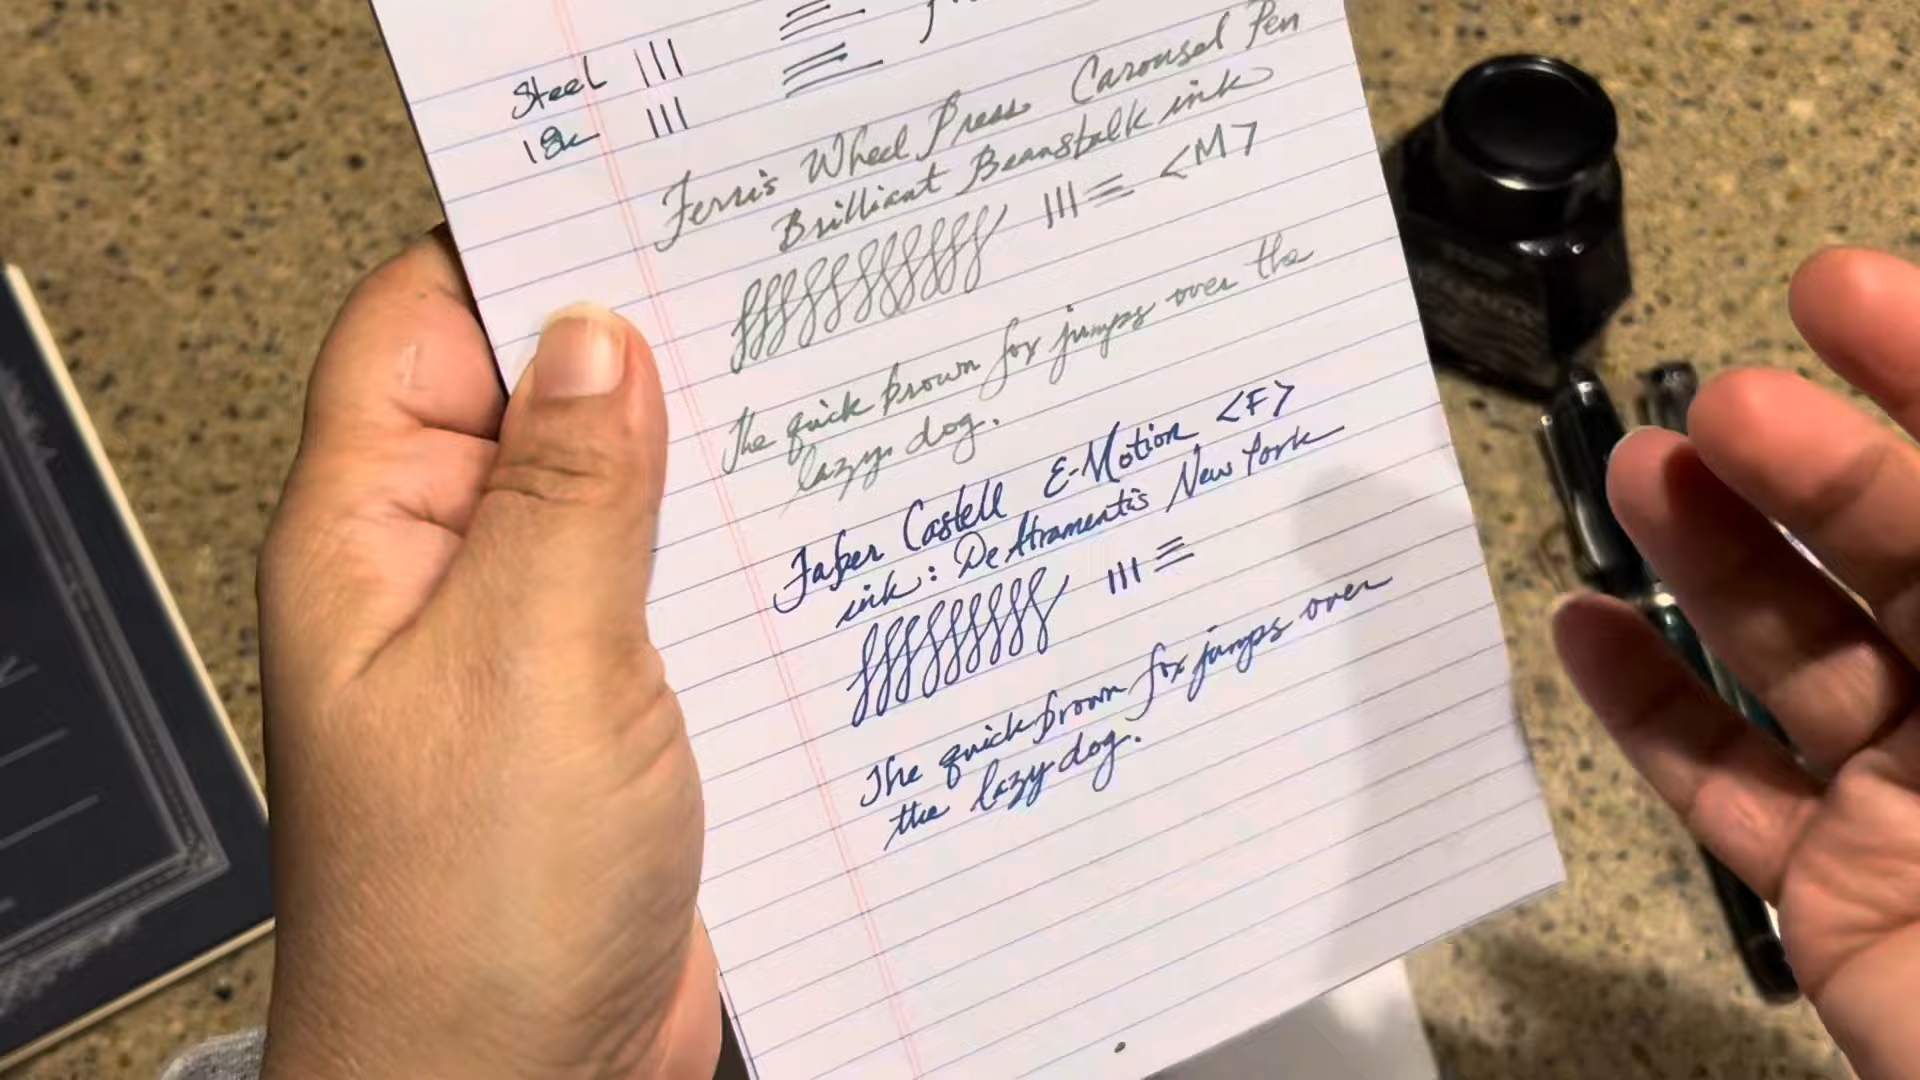 Steel
18k
Ferris Wheel Press Carousel Pen
Brilliant Beanstalk ink
<M>
The quick brown fox jumps over the
lazy dog.
Faber Castell E-Motion <F>
ink: De Atramentis New York
The quick brown fox jumps over
the lazy dog.